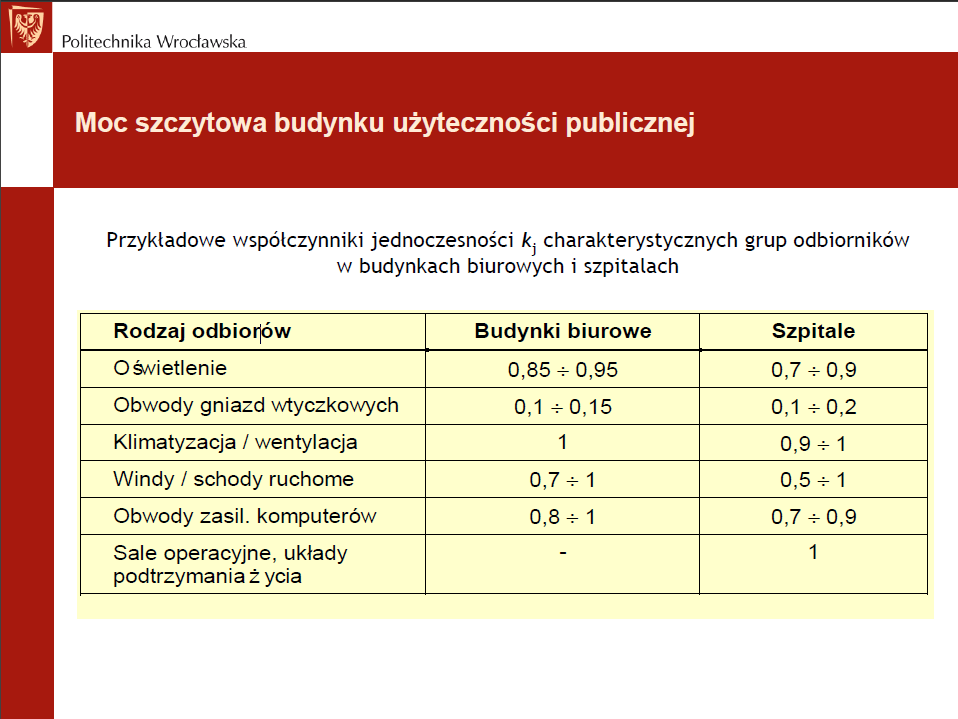 Politechnika Wrocławska
Moc szczytowa budynku użyteczności publicznej
Przykładowe współczynniki jednoczesności kj charakterystycznych grup odbiorników
w budynkach biurowych i szpitalach
Rodzaj odbiorów Budynki biurowe Szpitale
Oświetlenie 0,85 ÷ 0,95 0,7 ÷ 0,9
Obwody gniazd wtyczkowych 0,1 ÷ 0,15 0,1 ÷ 0,2
Klimatyzacja / wentylacja 1 0,9 ÷ 1
Windy / schody ruchome 0,7 ÷ 1 0,5 ÷ 1
Obwody zasil. komputerów 0,8 ÷ 1 0,7 ÷ 0,9
Sale operacyjne, układy - 1
podtrzymania życia